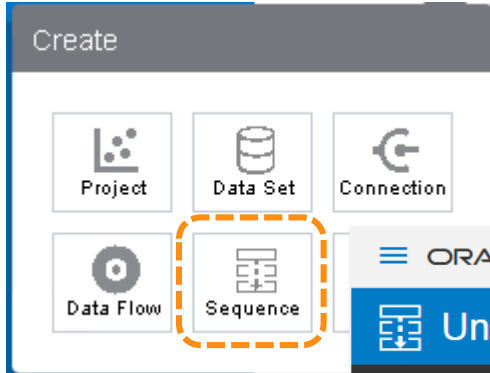 Create
Project
Data Set
Connection
Data Flow
Sequence
ORA
Un